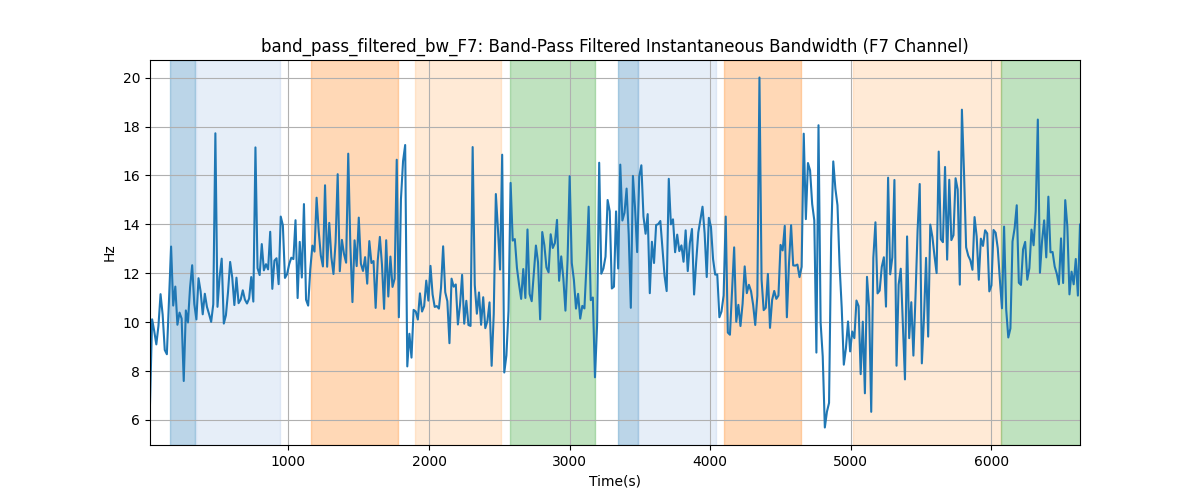 band_pass_filtered_bw_F7: Band-Pass Filtered Instantaneous Bandwidth (F7 Channel)
20
18
16
14
12
10
8
6
Hz
1000 2000 3000 4000 5000 6000
Time(s)